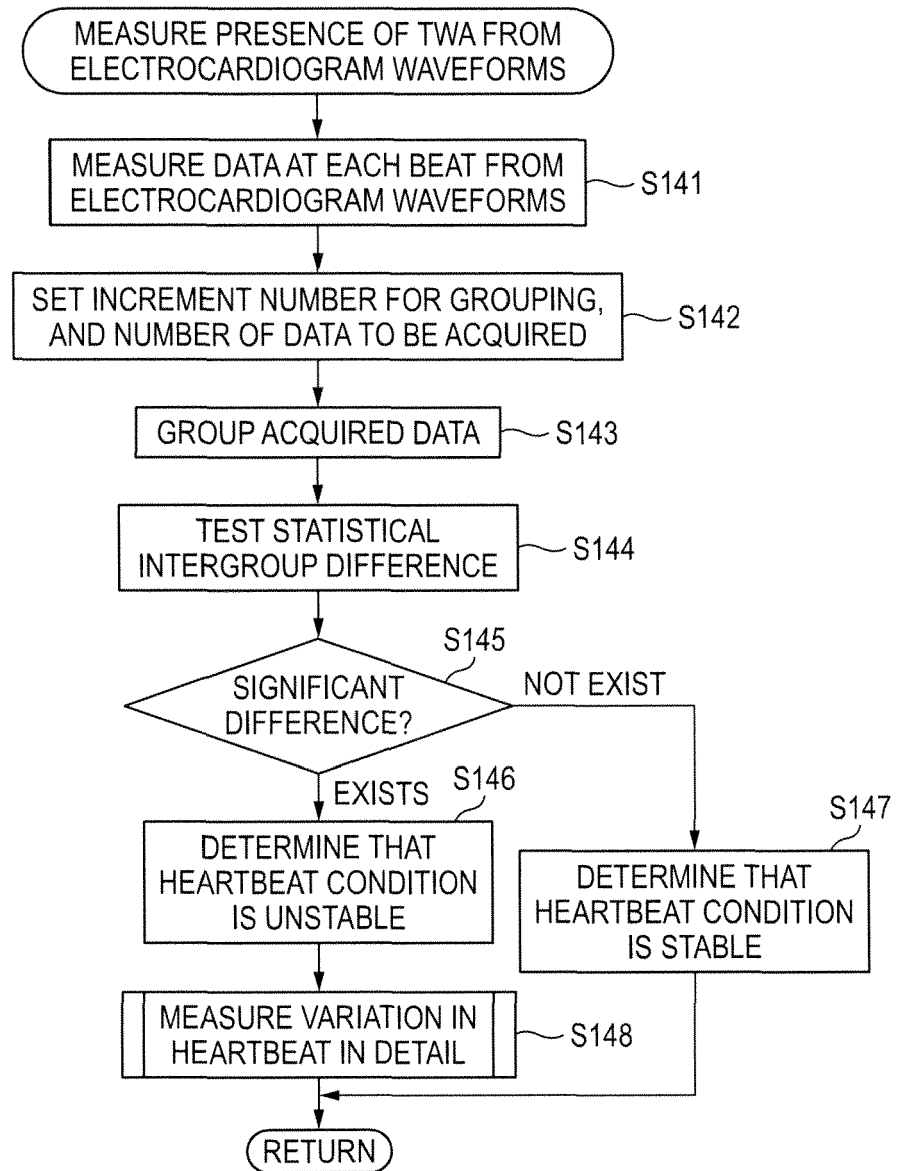 MEASURE PRESENCE OF TWA FROM
ELECTROCARDIOGRAM WAVEFORMS
MEASURE DATA AT EACH BEAT FROM
ELECTROCARDIOGRAM WAVEFORMS
S141
SET INCREMENT NUMBER FOR GROUPING,
AND NUMBER OF DATA TO BE ACQUIRED
S142
GROUP ACQUIRED DATA
S143
TEST STATISTICAL
INTERGROUP DIFFERENCE
S144
S145
SIGNIFICANT
DIFFERENCE?
NOT EXIST
EXISTS
S146
DETERMINE THAT
HEARTBEAT CONDITION
IS UNSTABLE
S147
DETERMINE THAT
HEARTBEAT CONDITION
IS STABLE
MEASURE VARIATION IN
HEARTBEAT IN DETAIL
S148
RETURN